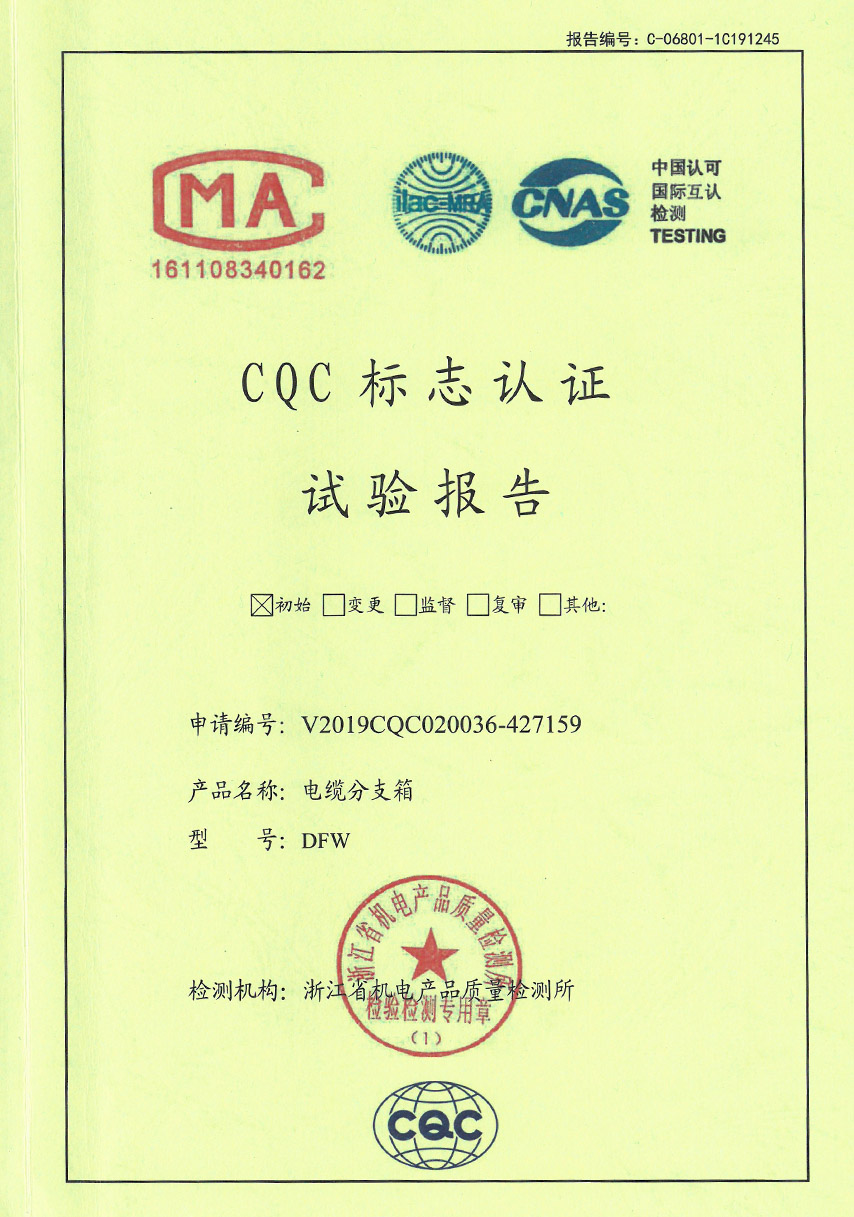 报告编号：C-06801-1C191245
MA
161108340162
ilac-MRA
CNAS
中国认可
国际互认
检测
TESTING
CQC 标志认证
试验报告
☒初始 □变更 □监督 □复审 □其他:
申请编号：V2019CQC020036-427159
产品名称：电缆分支箱
型 号：DFW
浙江省机电产品质量检测所
检测机构：浙江省机电产品质量检测所
检验检测专用章
（1）
CQC